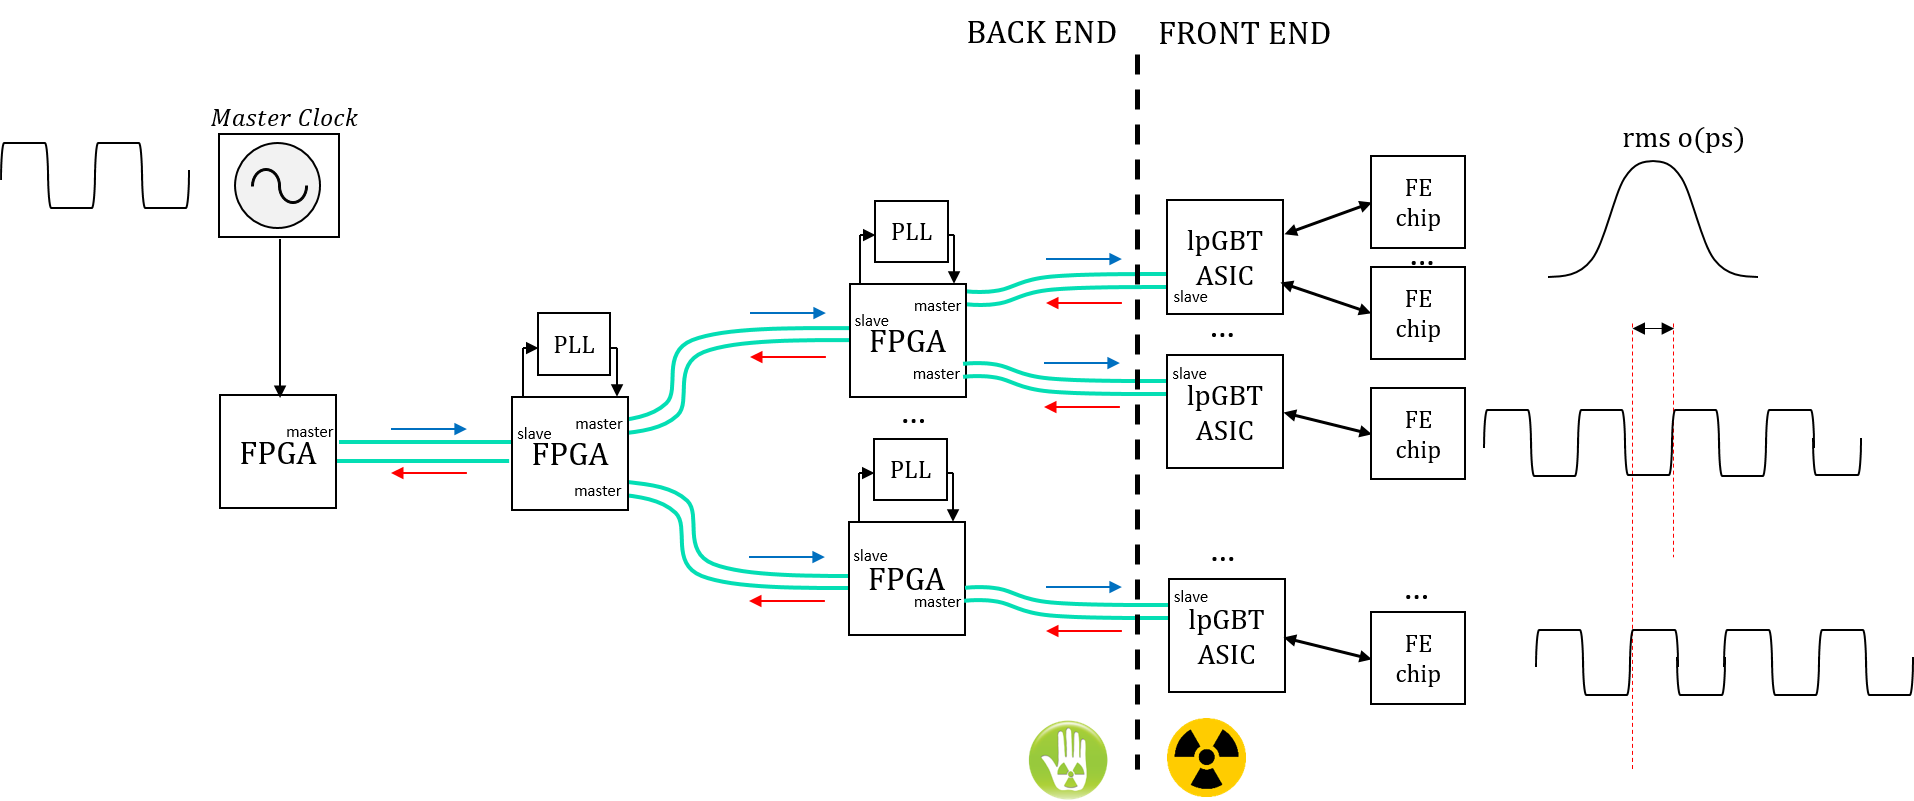 BACK END
FRONT END
Master Clock
rms o(ps)
FE
chip
...
PLL
lpGBT
ASIC
slave
FE
chip
master
slave
FPGA
master
...
PLL
slave
lpGBT
ASIC
FE
chip
master
FPGA
master
slave
FPGA
master
...
PLL
...
slave
FPGA
master
slave
lpGBT
ASIC
...
FE
chip